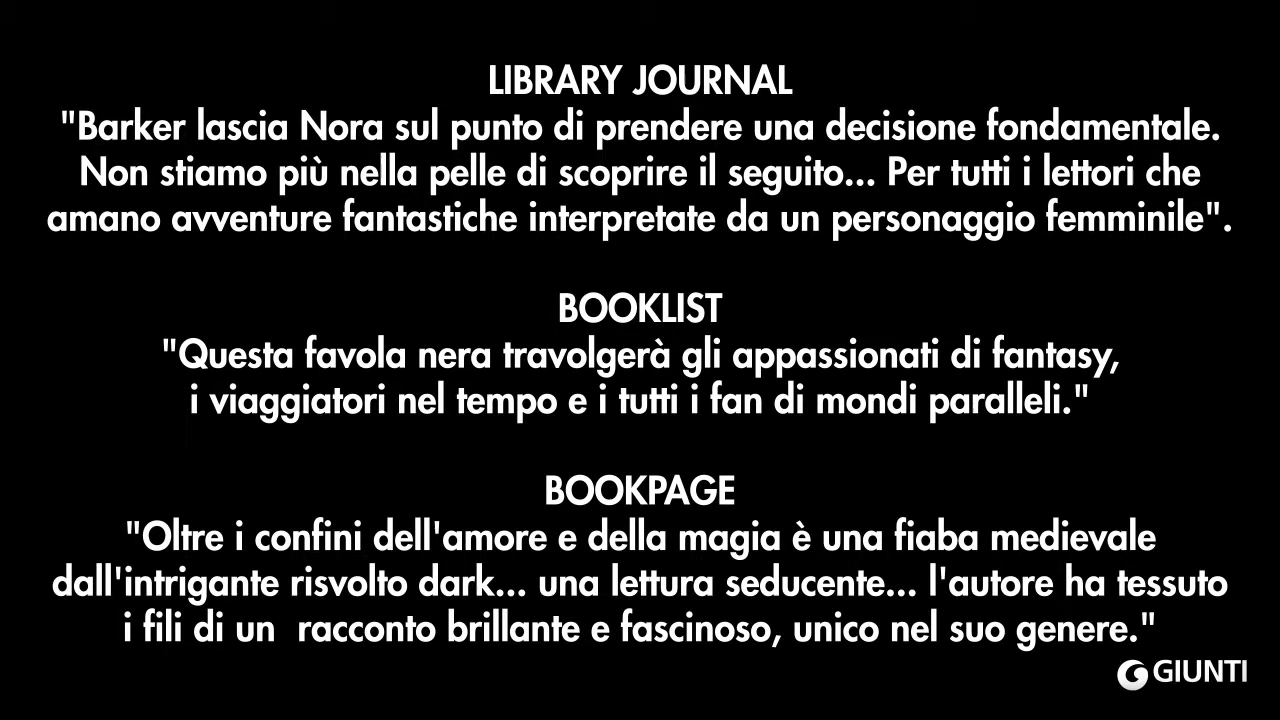 LIBRARY JOURNAL
"Barker lascia Nora sul punto di prendere una decisione fondamentale.
Non stiamo più nella pelle di scoprire il seguito... Per tutti i lettori che
amano avventure fantastiche interpretate da un personaggio femminile".
BOOKLIST
"Questa favola nera travolgerà gli appassionati di fantasy,
i viaggiatori nel tempo e i tutti i fan di mondi paralleli."
BOOKPAGE
"Oltre i confini dell'amore e della magia è una fiaba medievale
dall'intrigante risvolto dark... una lettura seducente... l'autore ha tessuto
i fili di un  racconto brillante e fascinoso, unico nel suo genere."
GIUNTI